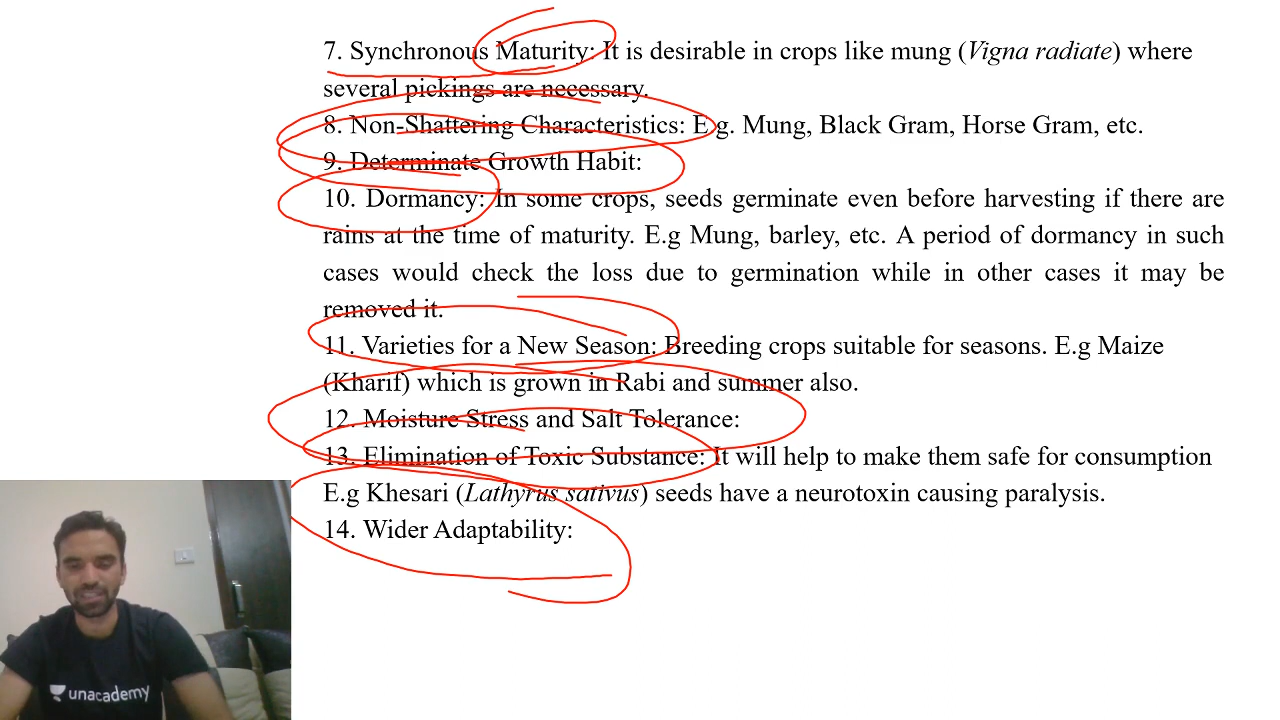 7. Synchronous Maturity: It is desirable in crops like mung (Vigna radiate) where
several pickings are necessary.
8. Non-Shattering Characteristics: E.g. Mung, Black Gram, Horse Gram, etc.
9. Determinate Growth Habit:
10. Dormancy: In some crops, seeds germinate even before harvesting if there are
rains at the time of maturity. E.g Mung, barley, etc. A period of dormancy in such
cases would check the loss due to germination while in other cases it may be
removed it.
11. Varieties for a New Season: Breeding crops suitable for seasons. E.g Maize
(Kharif) which is grown in Rabi and summer also.
12. Moisture Stress and Salt Tolerance:
13. Elimination of Toxic Substance: It will help to make them safe for consumption
E.g Khesari (Lathyrus sativus) seeds have a neurotoxin causing paralysis.
14. Wider Adaptability:
unacademy